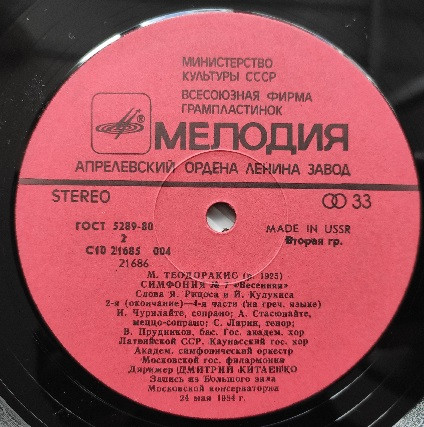 МИНИСТЕРСТВО
КУЛЬТУРЫ СССР
ВСЕСОЮЗНАЯ ФИРМА
ГРАМПЛАСТИНОК
МЕЛОДИЯ
АПРЕЛЕВСКИЙ ОРДЕНА ЛЕНИНА ЗАВОД
STEREO
33
ГОСТ 5289-80
MADE IN USSR
2
Вторая гр.
С10 21685 004
21686
М. ТЕОДОРАКИС (р. 1925)
СИМФОНИЯ № 7 «Весенняя»
Слова Я. Рицоса и Й. Кулукиса
2-я (окончание)—4-я части (на греч. языке)
И. Чурилайте, сопрано; А. Стасюнайте,
меццо-сопрано; С. Ларин, тенор;
В. Прудников, бас. Гос. академ. хор
Латвийской ССР. Каунасский гос. хор
Академ. симфонический оркестр
Московской гос. филармонии
Дирижер ДМИТРИЙ КИТАЕНКО
Запись из Большого зала
Московской консерватории
24 мая 1984 г.